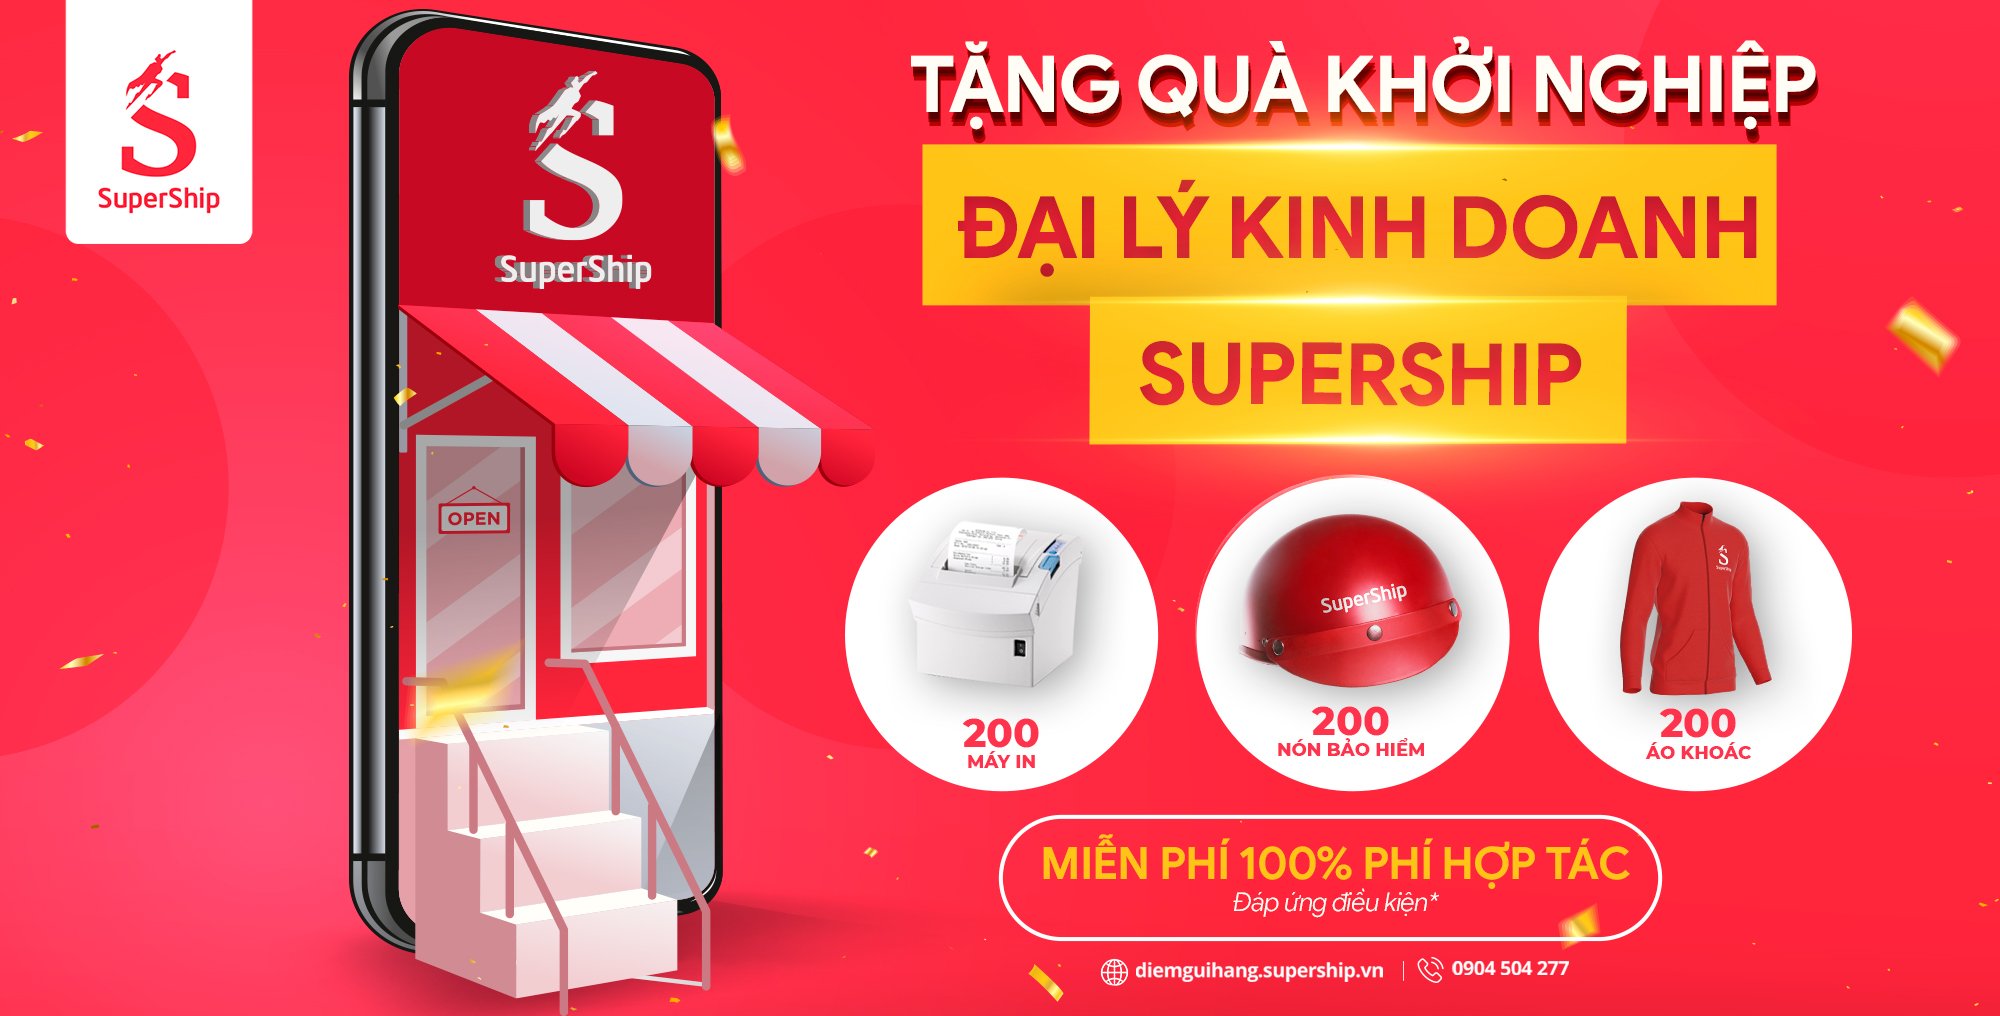 SuperShip
SuperShip
OPEN
TẶNG QUÀ KHỞI NGHIỆP
ĐẠI LÝ KINH DOANH
SUPERSHIP
200
MÁY IN
SuperShip
200
NÓN BẢO HIỂM
SuperShip
200
ÁO KHOÁC
MIỄN PHÍ 100% PHÍ HỢP TÁC
Đáp ứng điều kiện*
diemguihang.supership.vn | 0904 504 277